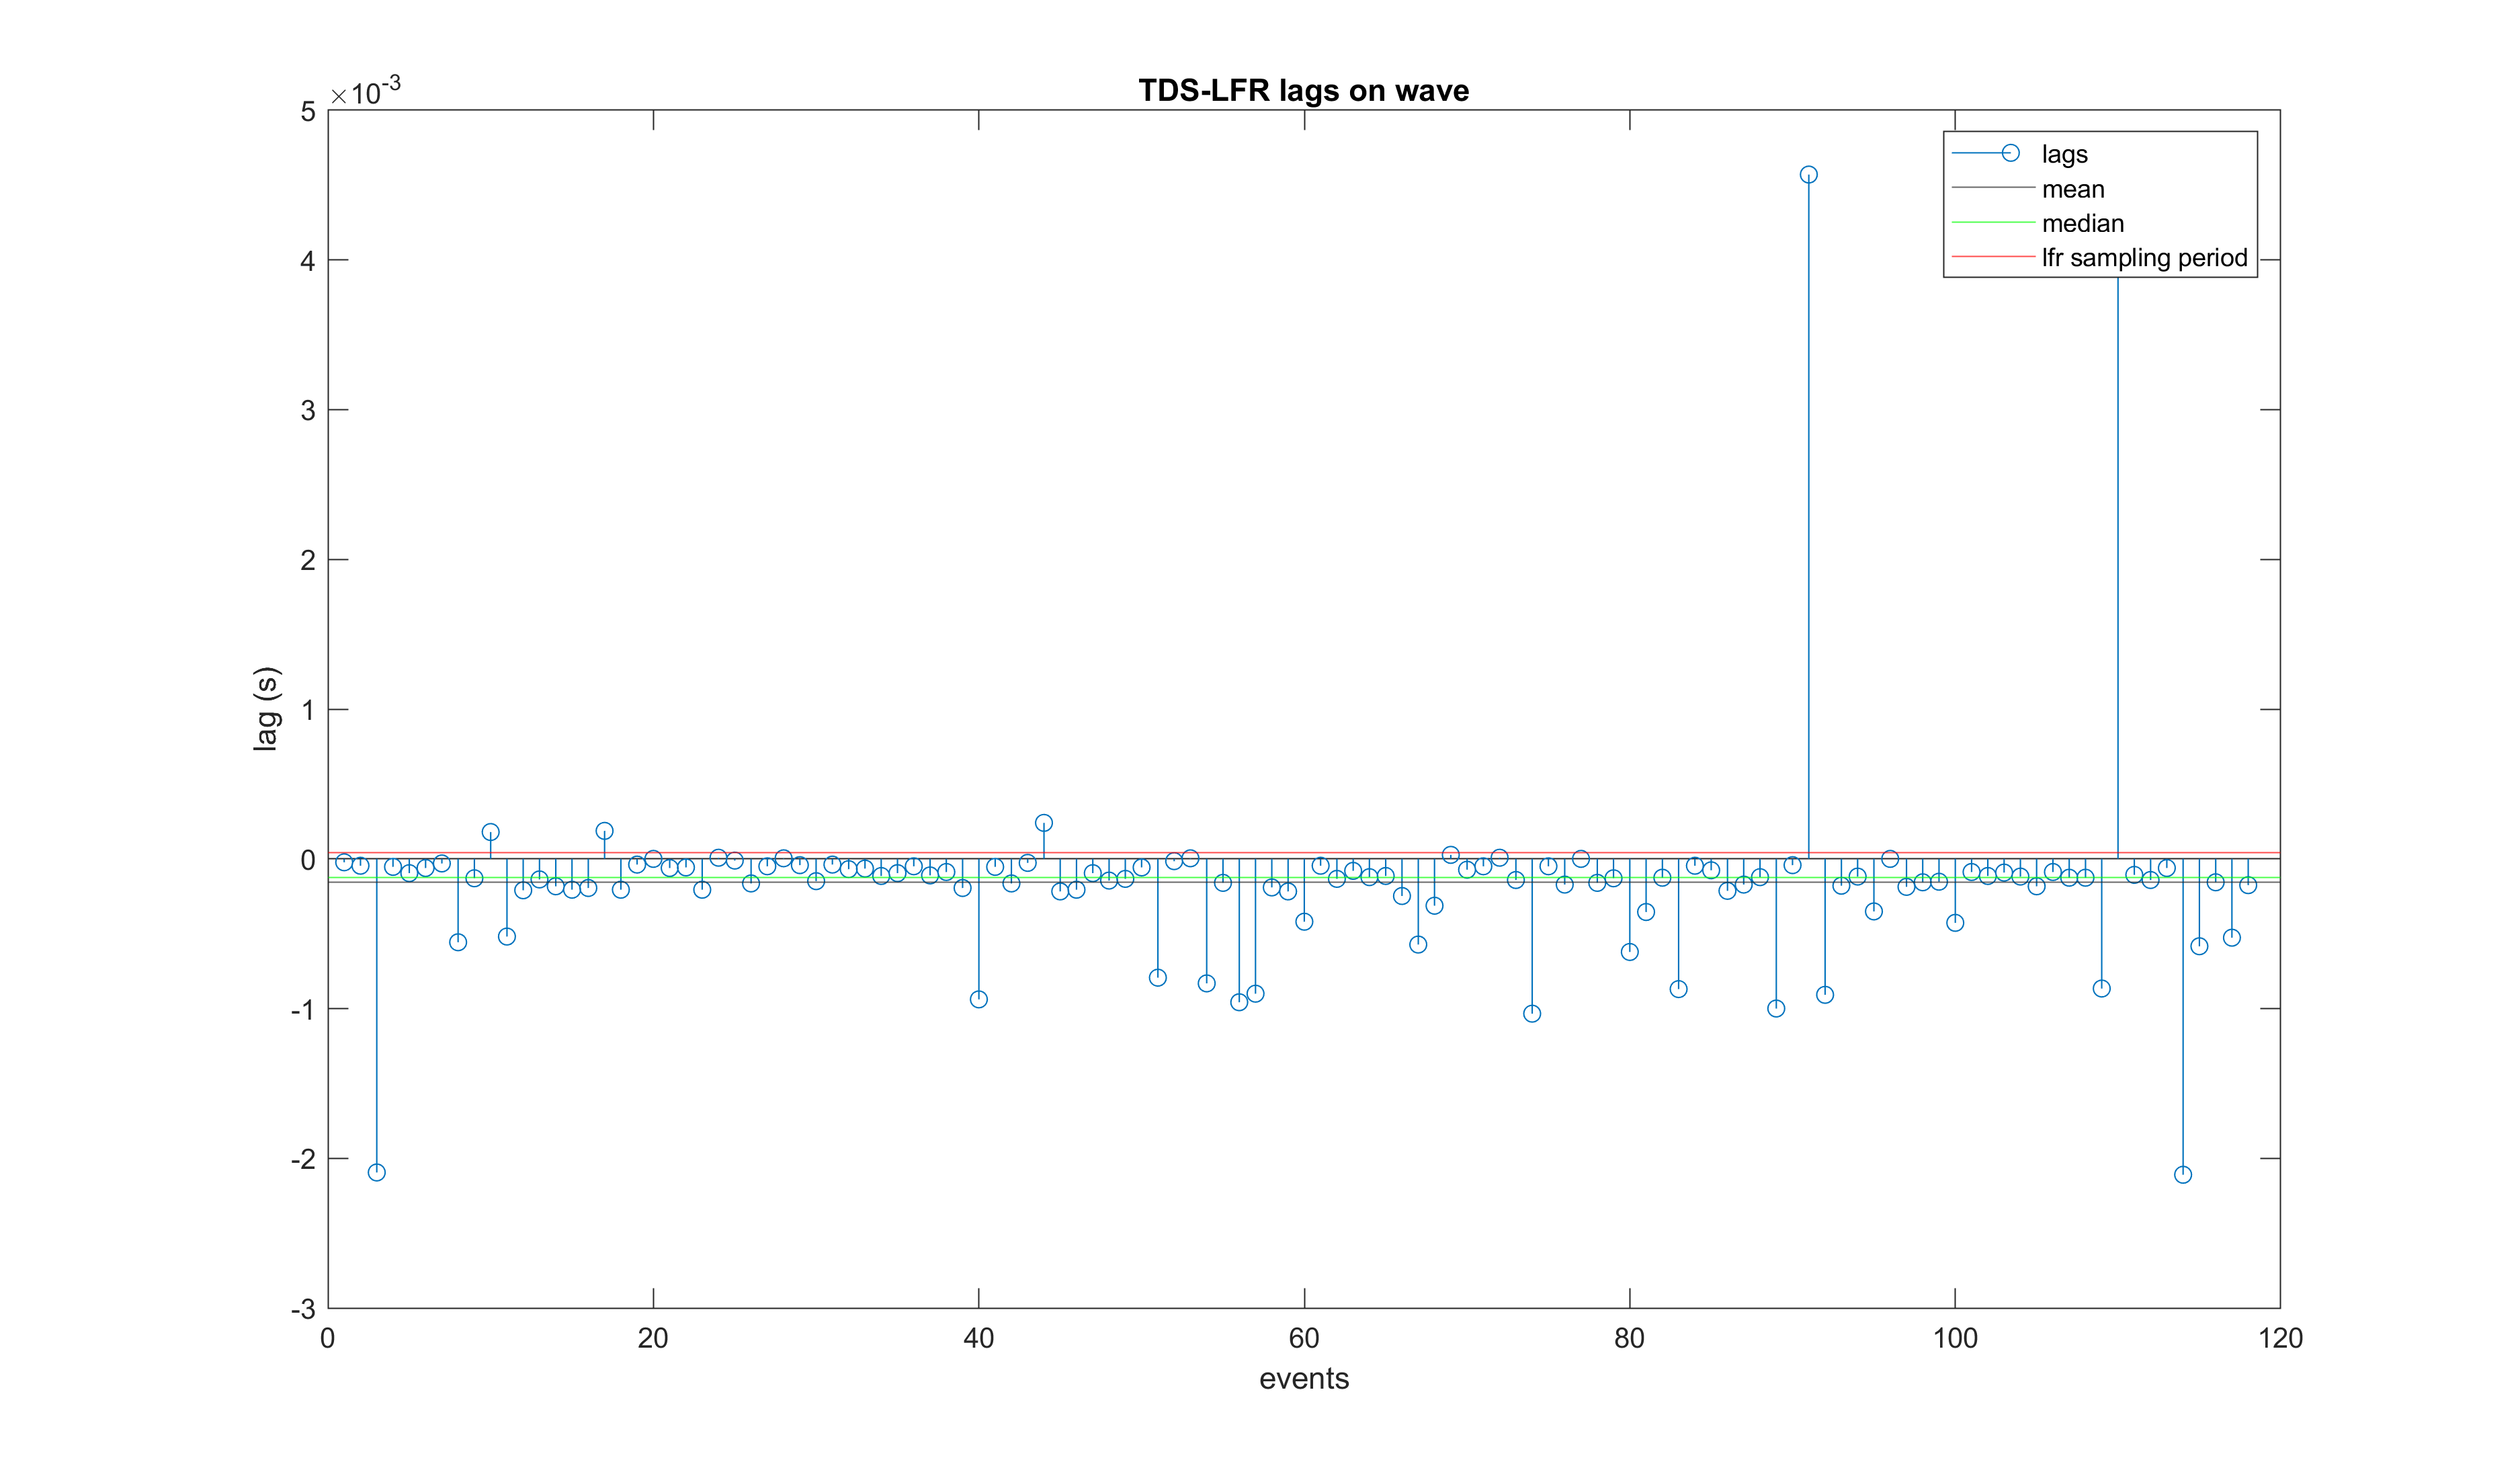 TDS-LFR lags on wave
×10-3
5
4
3
2
1
0
-1
-2
-3
lag (s)
0 20 40 60 80 100 120
events
lags
mean
median
lfr sampling period